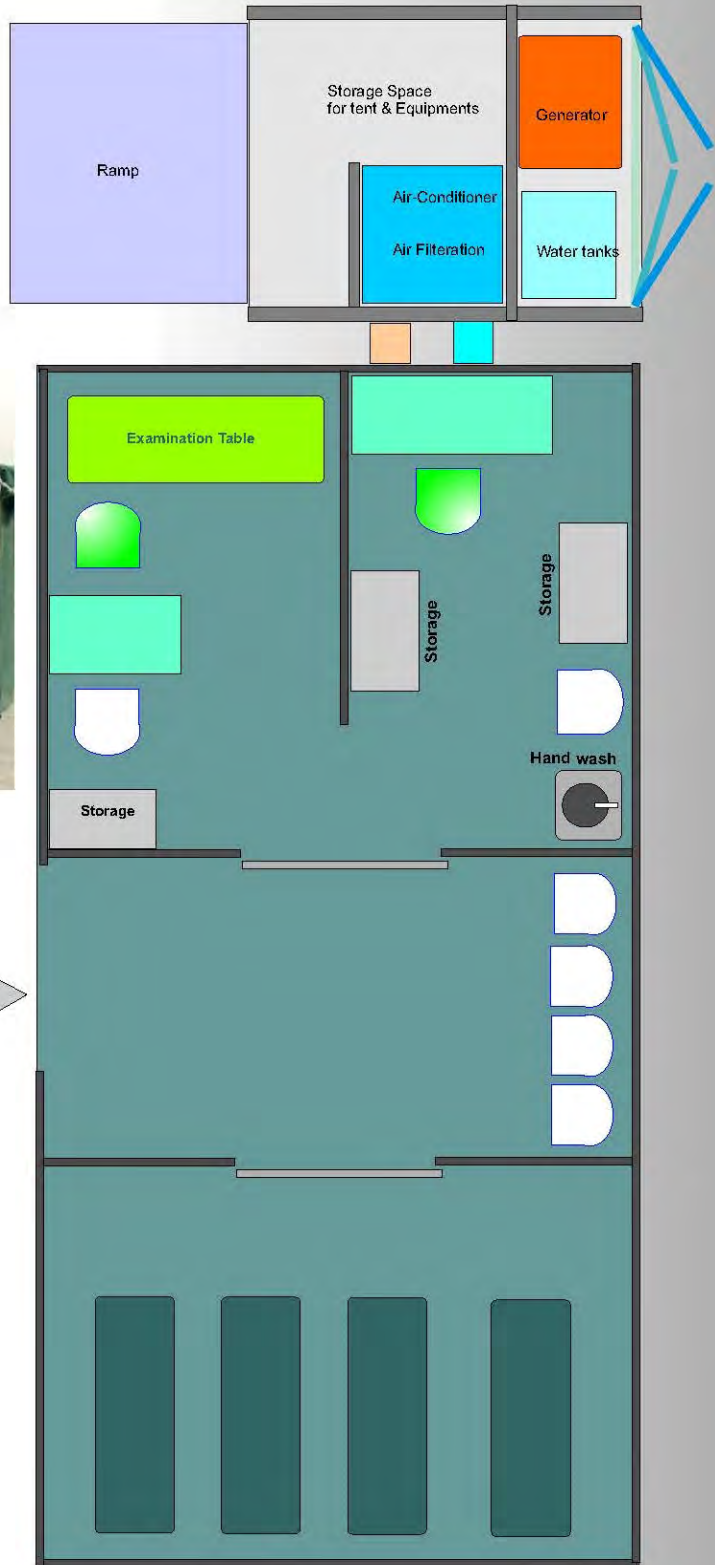 Storage Space
for tent & Equipments
Generator
Ramp
Air-Conditioner
Air Filteration
Water tanks
Examination Table
Storage
Storage
Hand wash
Storage